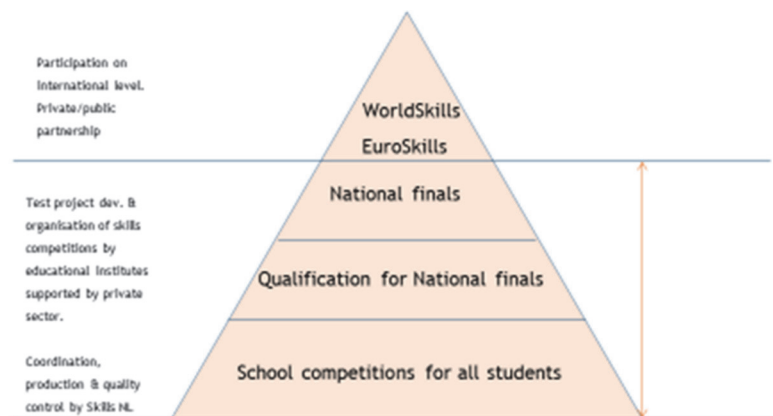 Participation on
international level.
Private/public
partnership
WorldSkills
EuroSkills
Test project dev. &
organisation of skills
competitions by
educational institutes
supported by private
sector.
Coordination,
production & quality
control by Skills NL
National finals
Qualification for National finals
School competitions for all students